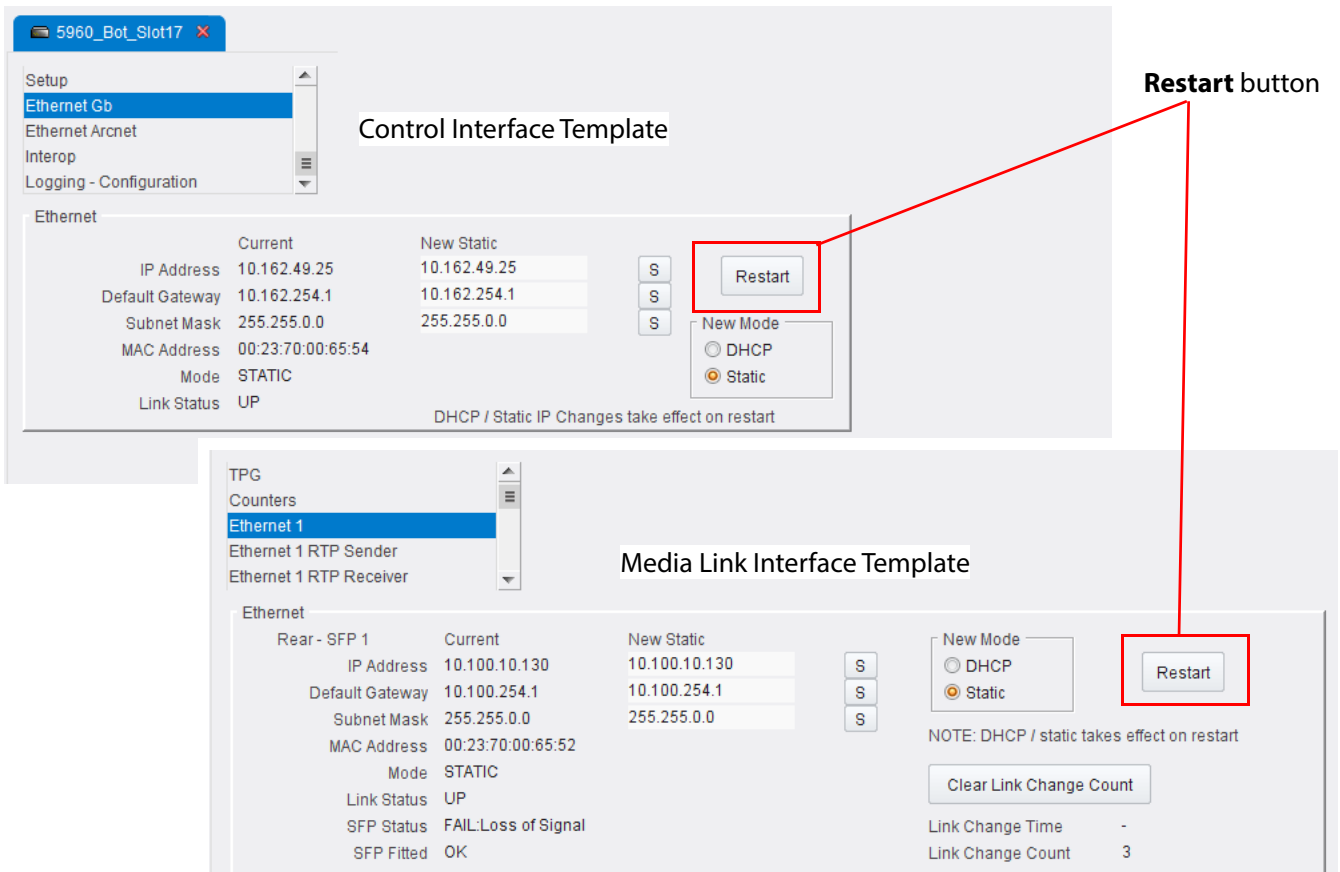 5960_Bot_Slot17
Restart button
Setup
Ethernet Gb
Ethernet Arcnet
Interop
Logging - Configuration
Control Interface Template
Ethernet
Current New Static
IP Address 10.162.49.25 10.162.49.25 S Restart
Default Gateway 10.162.254.1 10.162.254.1 S
Subnet Mask 255.255.0.0 255.255.0.0 S New Mode
MAC Address 00:23:70:00:65:54 DHCP
Mode STATIC Static
Link Status UP
DHCP / Static IP Changes take effect on restart
TPG
Counters
Ethernet 1
Ethernet 1 RTP Sender
Ethernet 1 RTP Receiver
Media Link Interface Template
Ethernet
Rear - SFP 1 Current New Static New Mode
IP Address 10.100.10.130 10.100.10.130 S DHCP Restart
Default Gateway 10.100.254.1 10.100.254.1 S Static
Subnet Mask 255.255.0.0 255.255.0.0 S
MAC Address 00:23:70:00:65:52 NOTE: DHCP / static takes effect on restart
Mode STATIC
Link Status UP Clear Link Change Count
SFP Status FAIL:Loss of Signal Link Change Time -
SFP Fitted OK Link Change Count 3